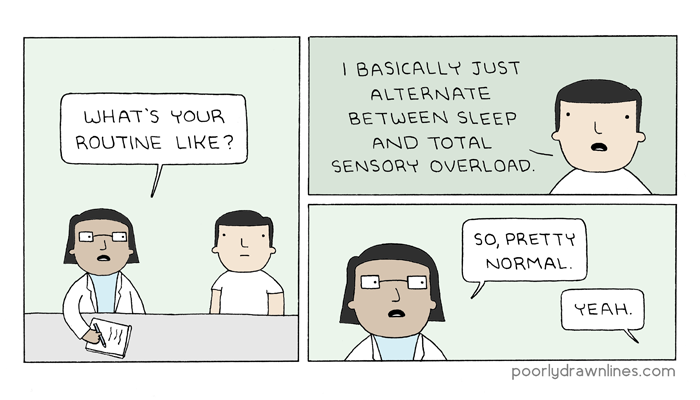 WHAT'S YOUR
ROUTINE LIKE?
I BASICALLY JUST
ALTERNATE
BETWEEN SLEEP
AND TOTAL
SENSORY OVERLOAD.
SO, PRETTY
NORMAL.
YEAH.
poorlydrawnlines.com